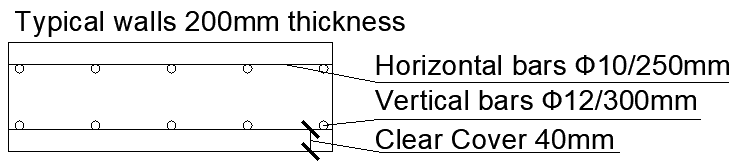 Typical walls 200mm thickness
Horizontal bars Φ10/250mm
Vertical bars Φ12/300mm
Clear Cover 40mm